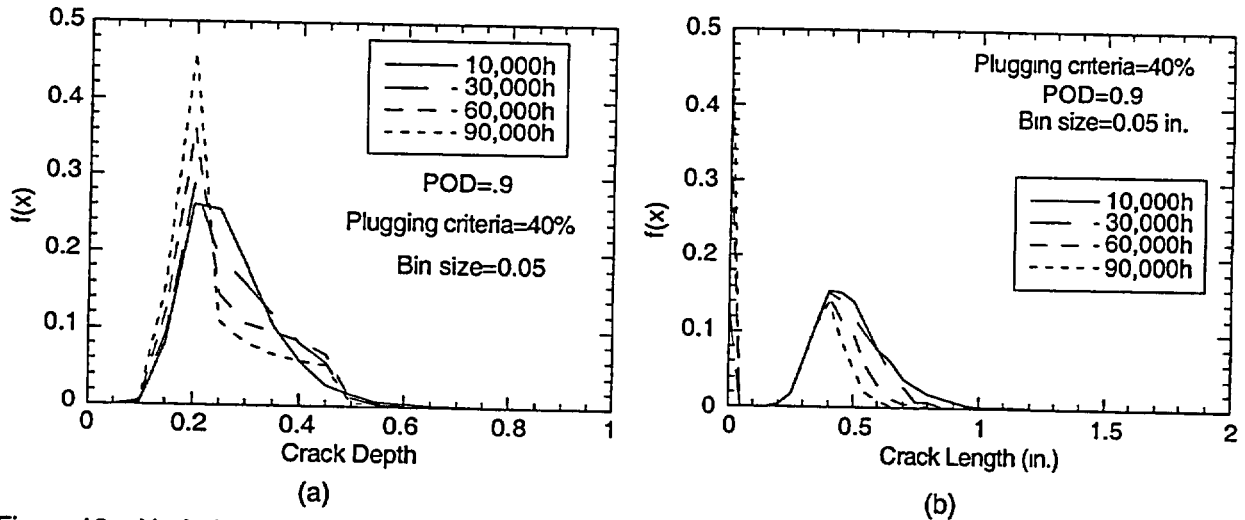 0.5
0.4
0.3
0.2
0.1
0
f(x)
10,000h
30,000h
60,000h
90,000h
POD=.9
Plugging criteria=40%
Bin size=0.05
0 0.2 0.4 0.6 0.8 1
Crack Depth
(a)
0.5
0.4
0.3
0.2
0.1
0
f(x)
Plugging criteria=40%
POD=0.9
Bin size=0.05 in.
10,000h
30,000h
60,000h
90,000h
0 0.5 1 1.5 2
Crack Length (in.)
(b)